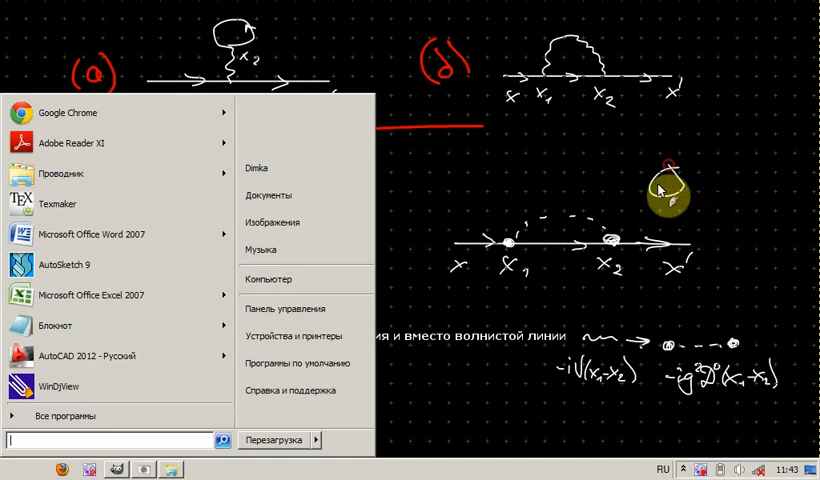 x₂
(a)
(d)
x x₁ x₂ x'
Google Chrome
Adobe Reader XI
Проводник
Texmaker
Microsoft Office Word 2007
AutoSketch 9
Microsoft Office Excel 2007
Блокнот
AutoCAD 2012 - Русский
WinDjView
Все программы
Dimka
Документы
Изображения
Музыка
Компьютер
Панель управления
Устройства и принтеры
Программы по умолчанию
Справка и поддержка
Перезагрузка
x x₁ x₂ x'
ия и вместо волнистой линии
-iV(x₁-x₂) -ig²D⁰(x₁-x₂)
RU 11:43